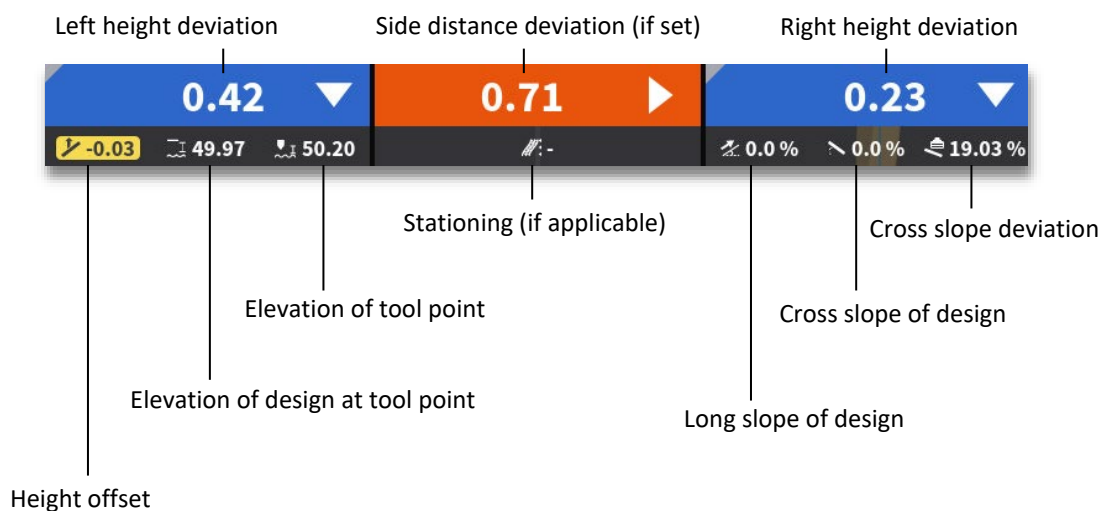 Left height deviation
Side distance deviation (if set)
Right height deviation
0.42
0.71
0.23
-0.03
49.97
50.20
:-
0.0 %
0.0 %
19.03 %
Stationing (if applicable)
Cross slope deviation
Elevation of tool point
Cross slope of design
Elevation of design at tool point
Long slope of design
Height offset